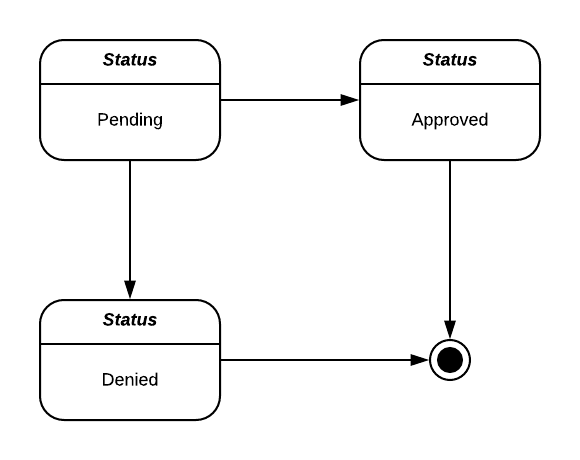 Status
Pending
Status
Approved
Status
Denied